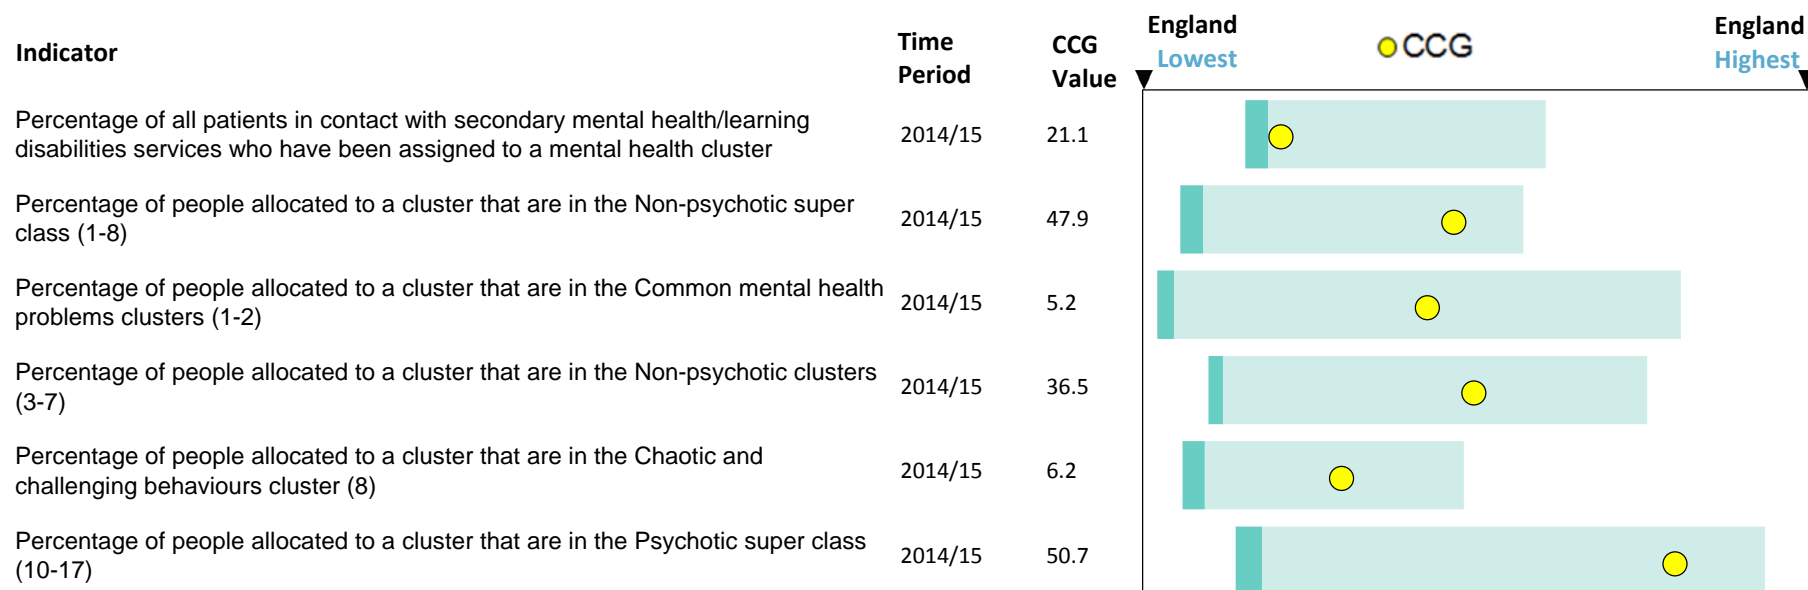 Indicator
Time Period
CCG Value
England Lowest
CCG
England Highest
Percentage of all patients in contact with secondary mental health/learning
disabilities services who have been assigned to a mental health cluster
2014/15
21.1
Percentage of people allocated to a cluster that are in the Non-psychotic super
class (1-8)
2014/15
47.9
Percentage of people allocated to a cluster that are in the Common mental health
problems clusters (1-2)
2014/15
5.2
Percentage of people allocated to a cluster that are in the Non-psychotic clusters
(3-7)
2014/15
36.5
Percentage of people allocated to a cluster that are in the Chaotic and
challenging behaviours cluster (8)
2014/15
6.2
Percentage of people allocated to a cluster that are in the Psychotic super class
(10-17)
2014/15
50.7